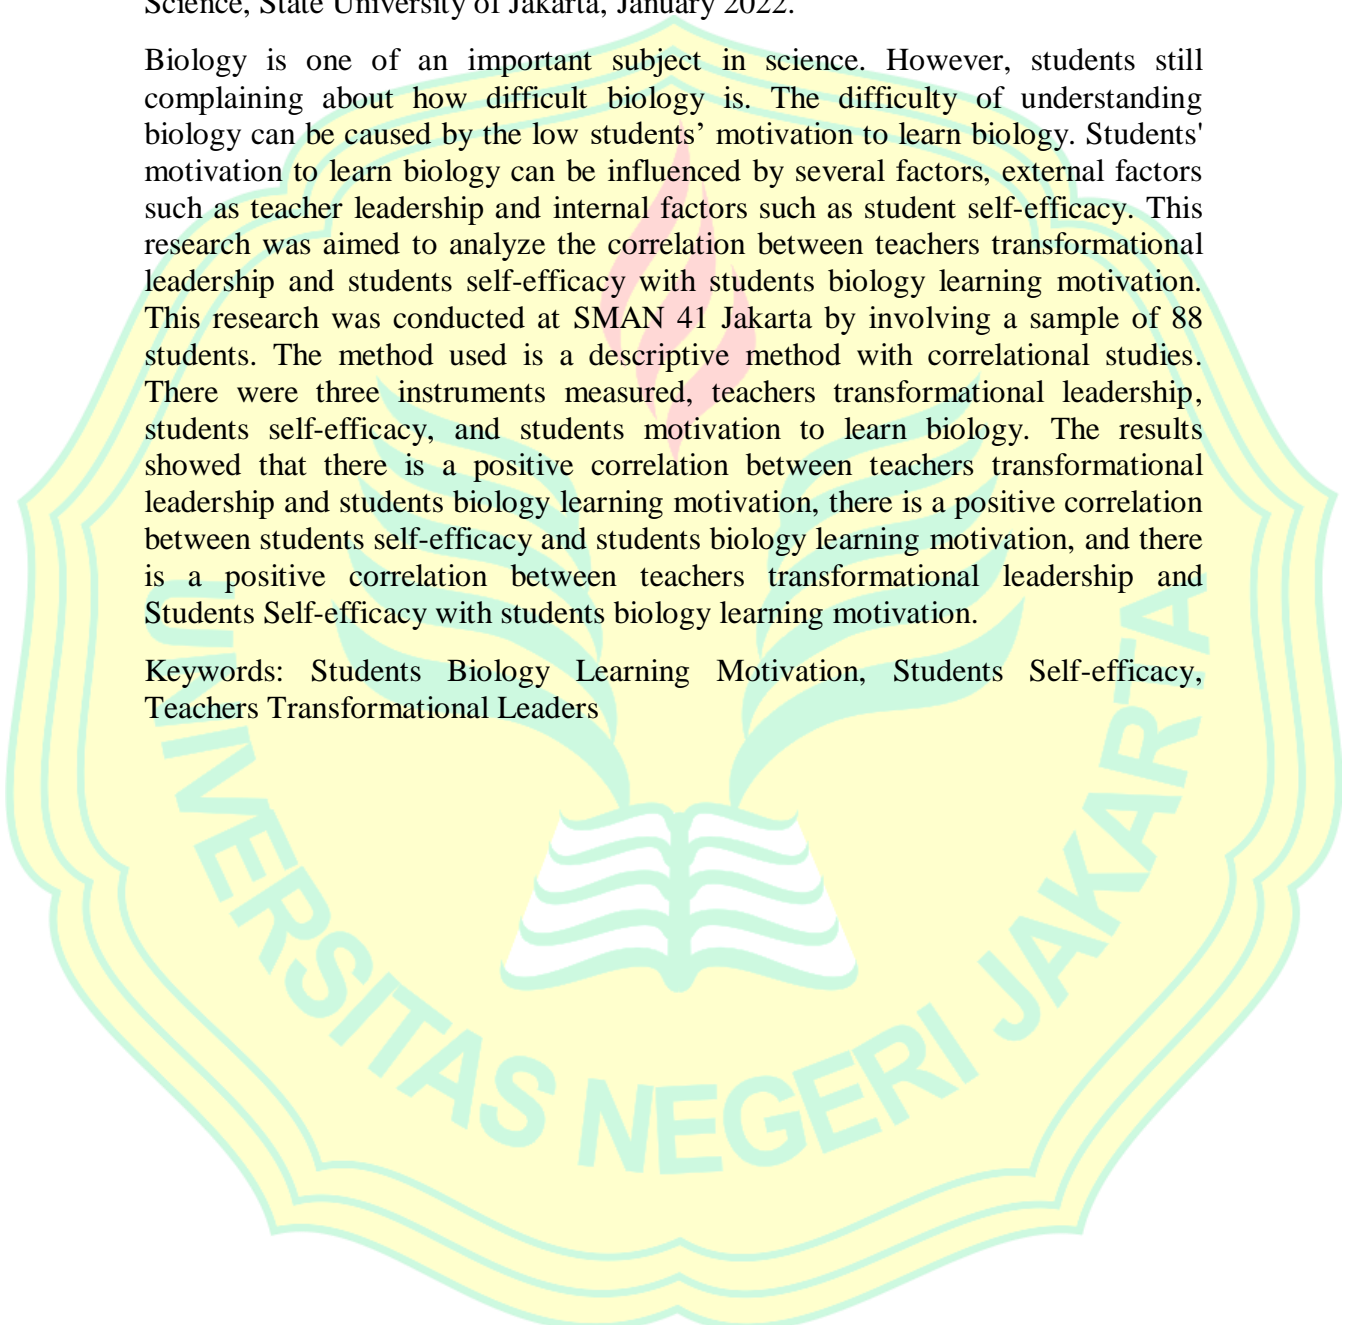 Science, State University of Jakarta, January 2022.
Biology is one of an important subject in science. However, students still
complaining about how difficult biology is. The difficulty of understanding
biology can be caused by the low students’ motivation to learn biology. Students'
motivation to learn biology can be influenced by several factors, external factors
such as teacher leadership and internal factors such as student self-efficacy. This
research was aimed to analyze the correlation between teachers transformational
leadership and students self-efficacy with students biology learning motivation.
This research was conducted at SMAN 41 Jakarta by involving a sample of 88
students. The method used is a descriptive method with correlational studies.
There were three instruments measured, teachers transformational leadership,
students self-efficacy, and students motivation to learn biology. The results
showed that there is a positive correlation between teachers transformational
leadership and students biology learning motivation, there is a positive correlation
between students self-efficacy and students biology learning motivation, and there
is a positive correlation between teachers transformational leadership and
Students Self-efficacy with students biology learning motivation.
Keywords: Students Biology Learning Motivation, Students Self-efficacy,
Teachers Transformational Leaders
UNIVERSITAS NEGERI JAKARTA